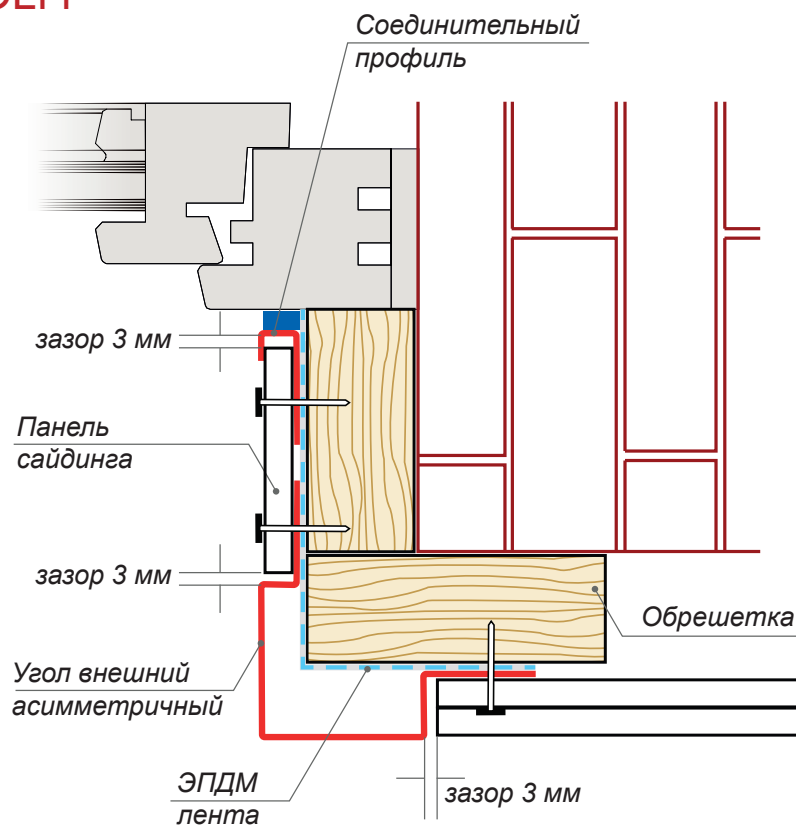 Соединительный
профиль
зазор 3 мм
Панель
сайдинга
зазор 3 мм
Обрешетка
Угол внешний
асимметричный
ЭПДМ
лента
зазор 3 мм